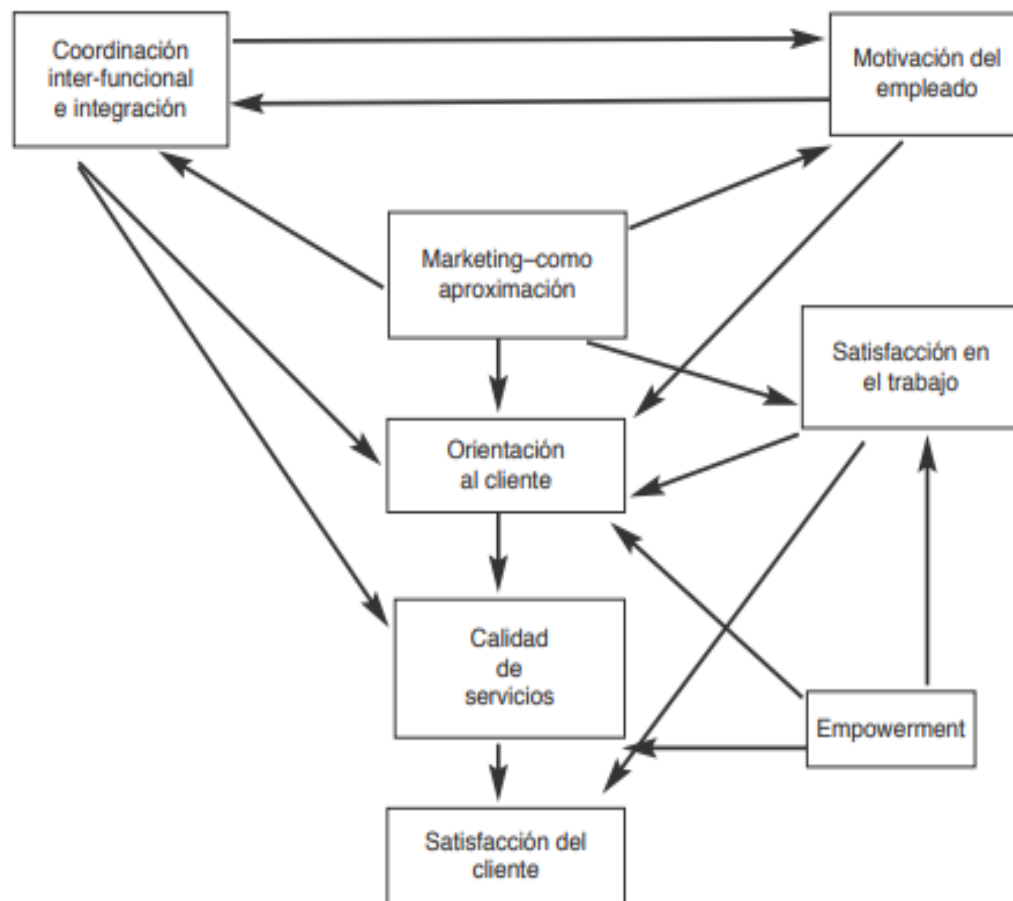 Coordinación
inter-funcional
e integración
Motivación del
empleado
Marketing–como
aproximación
Satisfacción en
el trabajo
Orientación
al cliente
Calidad
de
servicios
Empowerment
Satisfacción del
cliente